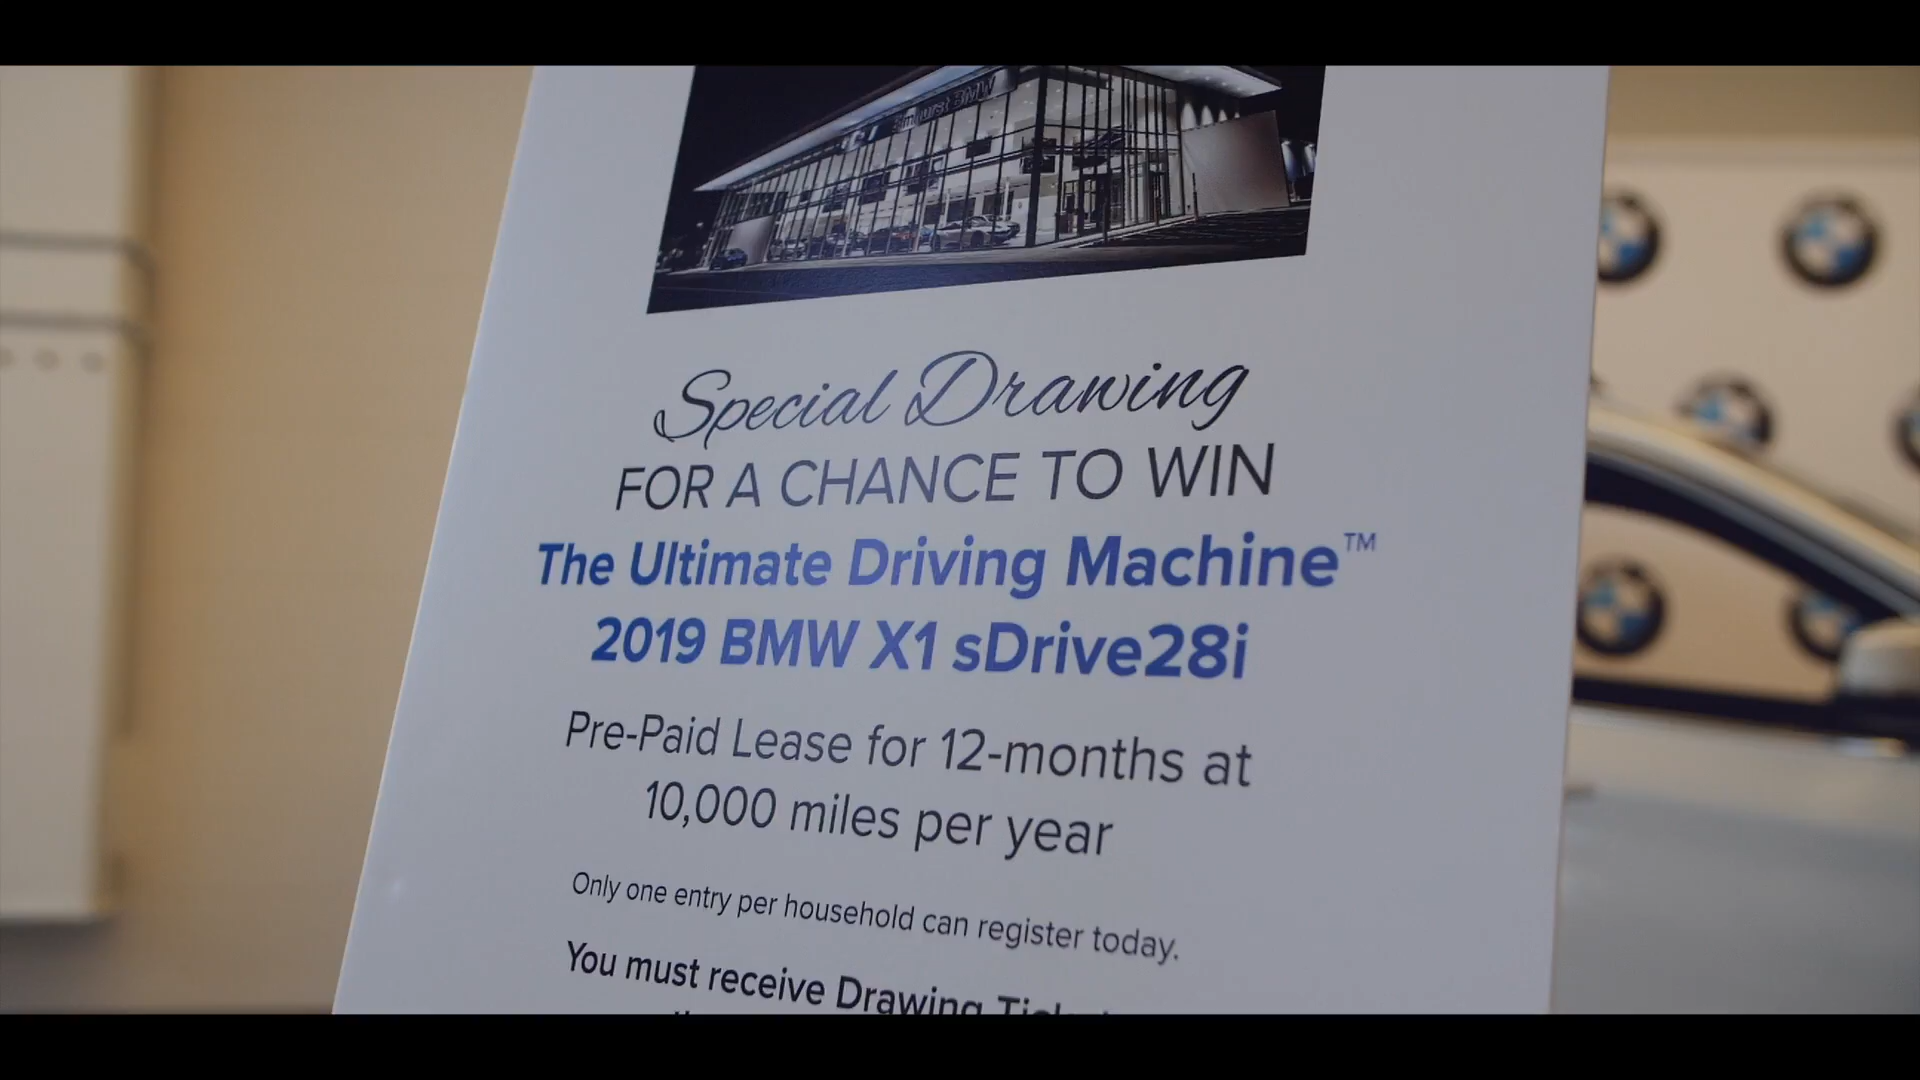 Elmhurst BMW
Special Drawing
FOR A CHANCE TO WIN
The Ultimate Driving Machine™
2019 BMW X1 sDrive28i
Pre-Paid Lease for 12-months at
10,000 miles per year
Only one entry per household can register today.
You must receive Drawing